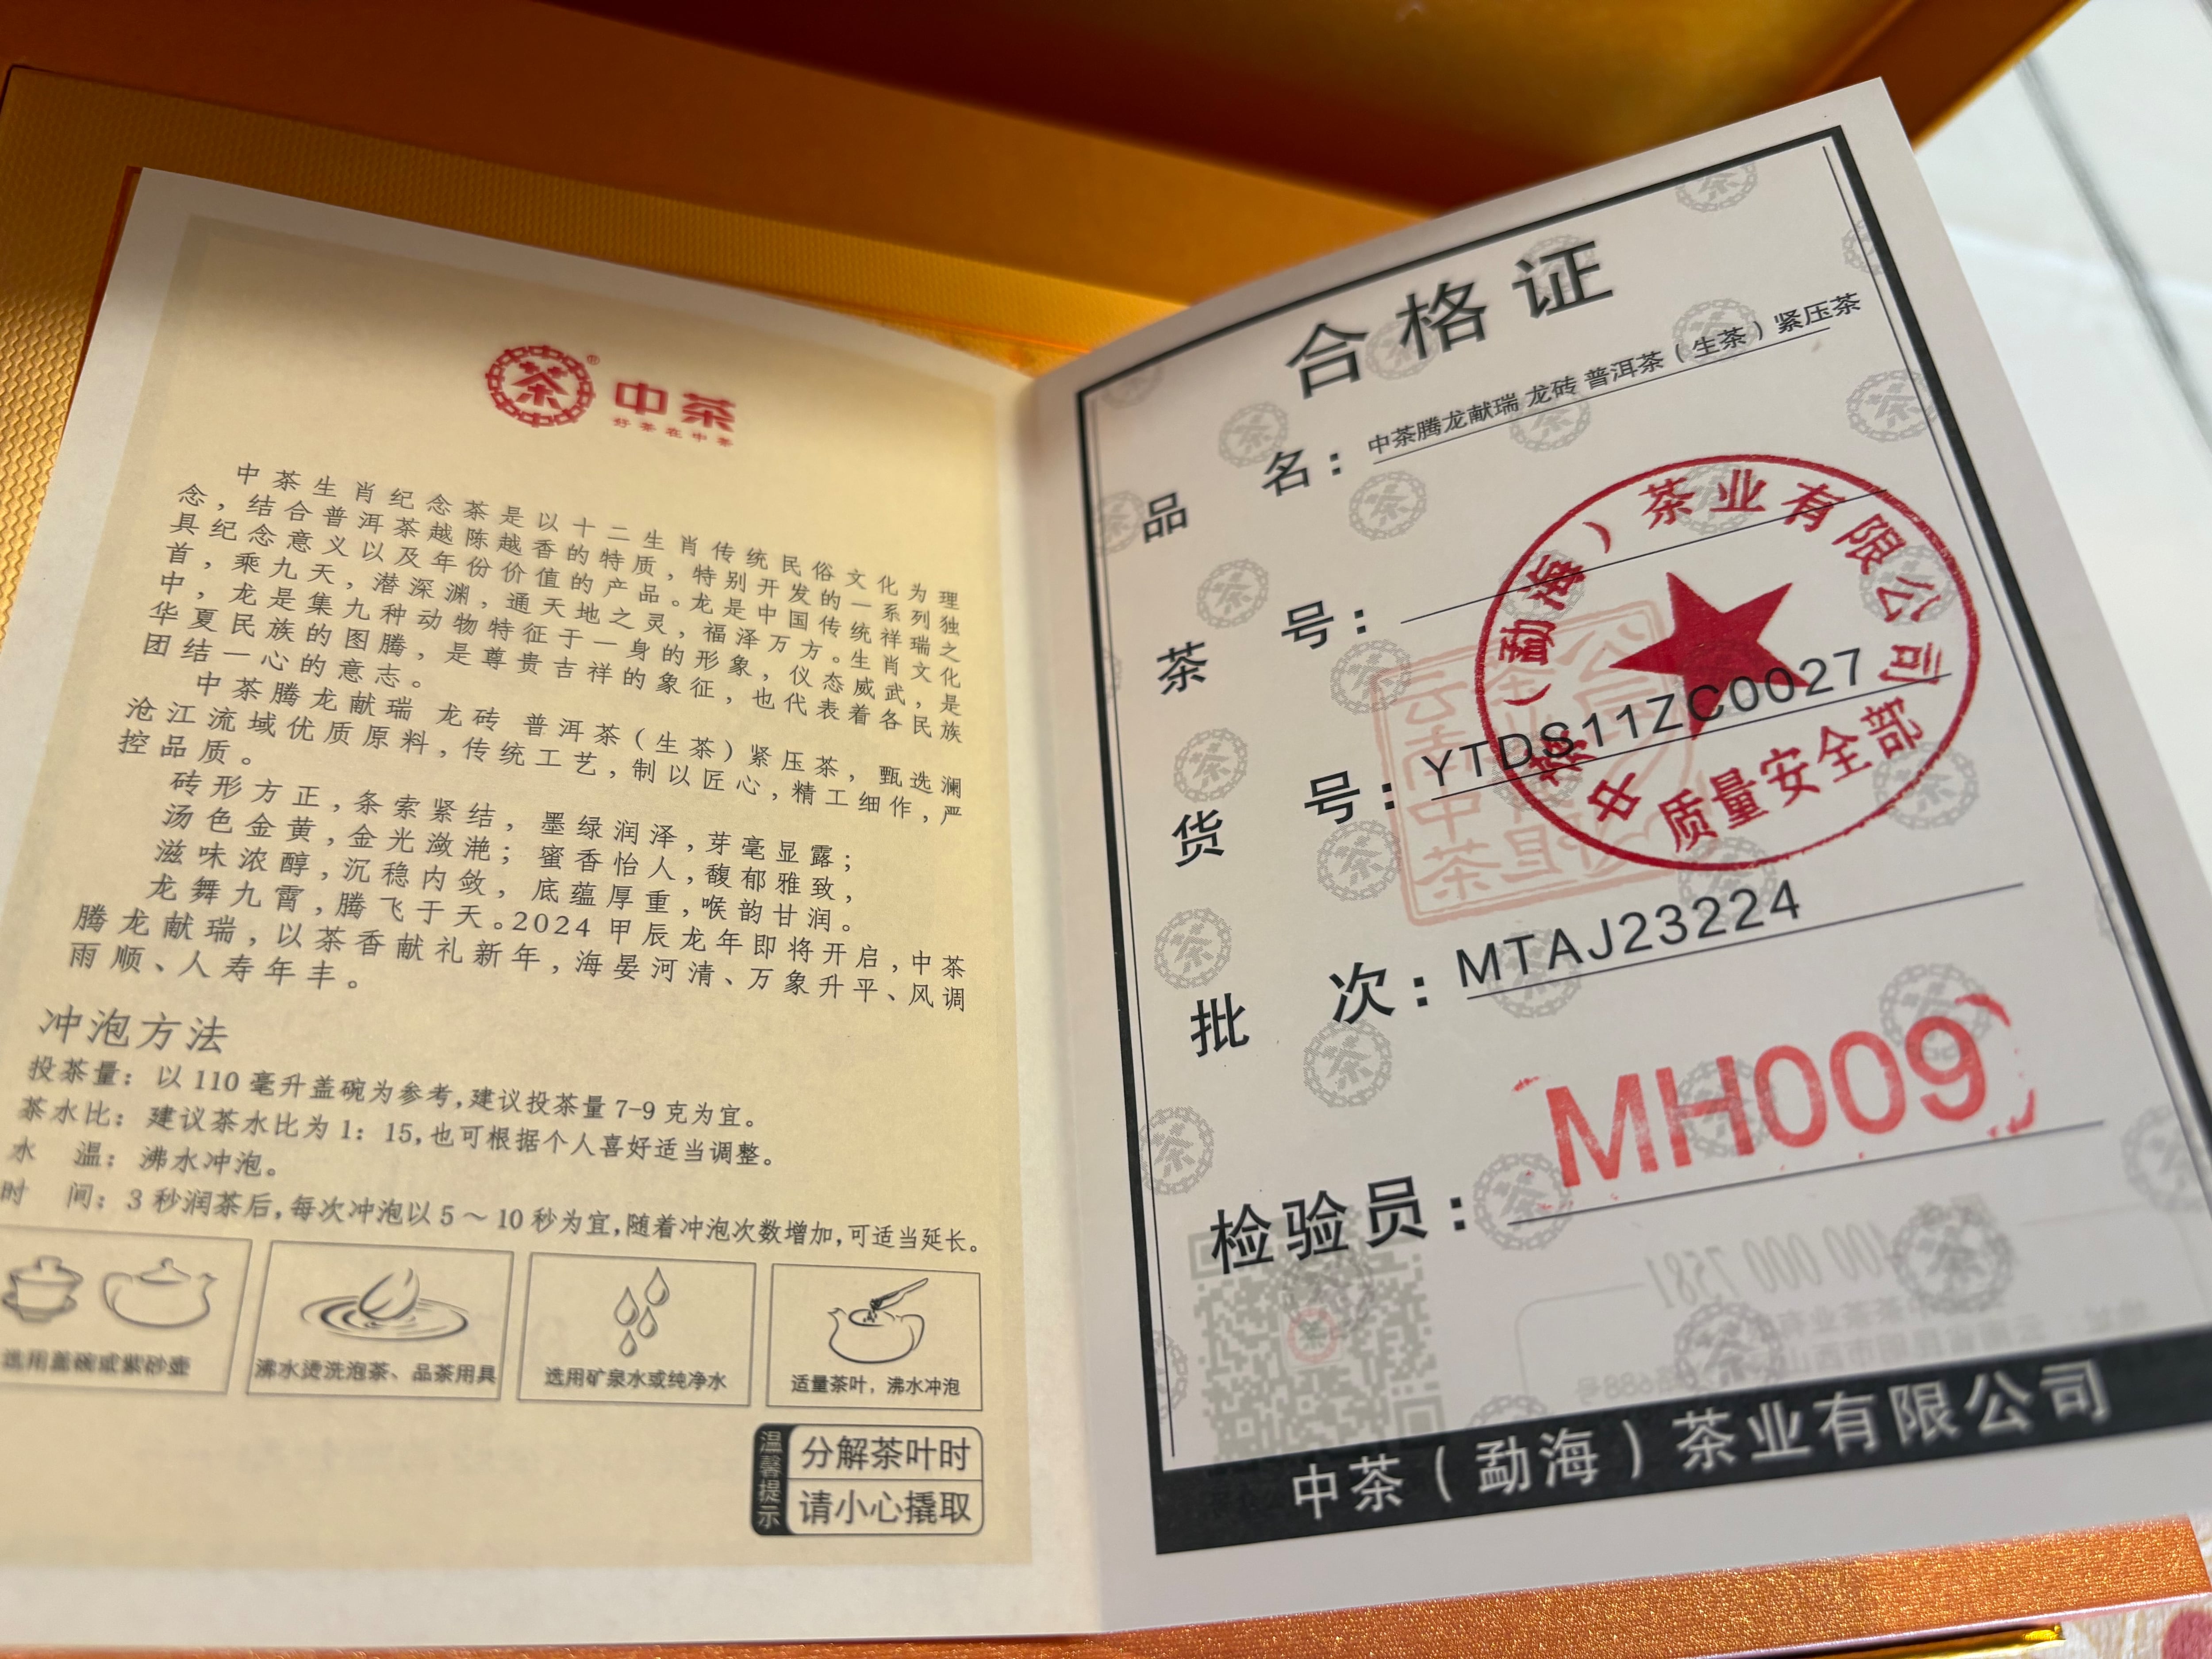 茶
®
中茶
好茶在中茶
中茶生肖纪念茶是以十二生肖传统民俗文化为理
念，结合普洱茶越陈越香的特质，特别开发的一系列独
具纪念意义以及年份价值的产品。龙是中国传统祥瑞之
首，乘九天，潜深渊，通天地之灵，福泽万方。生肖文化
中，龙是集九种动物特征于一身的形象，仪态威武，是
华夏民族的图腾，是尊贵吉祥的象征，也代表着各民族
团结一心的意志。
中茶腾龙献瑞 龙砖 普洱茶（生茶）紧压茶，甄选澜
沧江流域优质原料，传统工艺，制以匠心，精工细作，严
控品质。
砖形方正，条索紧结，墨绿润泽，芽毫显露；
汤色金黄，金光潋滟；蜜香怡人，馥郁雅致，
滋味浓醇，沉稳内敛，底蕴厚重，喉韵甘润。
龙舞九霄，腾飞于天。2024甲辰龙年即将开启，中茶
腾龙献瑞，以茶香献礼新年，海晏河清、万象升平、风调
雨顺、人寿年丰。
冲泡方法
投茶量：以110毫升盖碗为参考，建议投茶量7-9克为宜。
茶水比：建议茶水比为1：15，也可根据个人喜好适当调整。
水 温：沸水冲泡。
时 间：3秒润茶后，每次冲泡以5～10秒为宜，随着冲泡次数增加，可适当延长。
选用盖碗或紫砂壶
沸水烫洗泡茶、品茶用具
选用矿泉水或纯净水
适量茶叶，沸水冲泡
温馨提示
分解茶叶时
请小心撬取
合格证
品 名：中茶腾龙献瑞 龙砖 普洱茶（生茶）紧压茶
茶 号：
货 号：YTDS11ZC0027
批 次：MTAJ23224
检验员：MH009
中茶（勐海）茶业有限公司
质量安全部
中茶（勐海）茶业有限公司